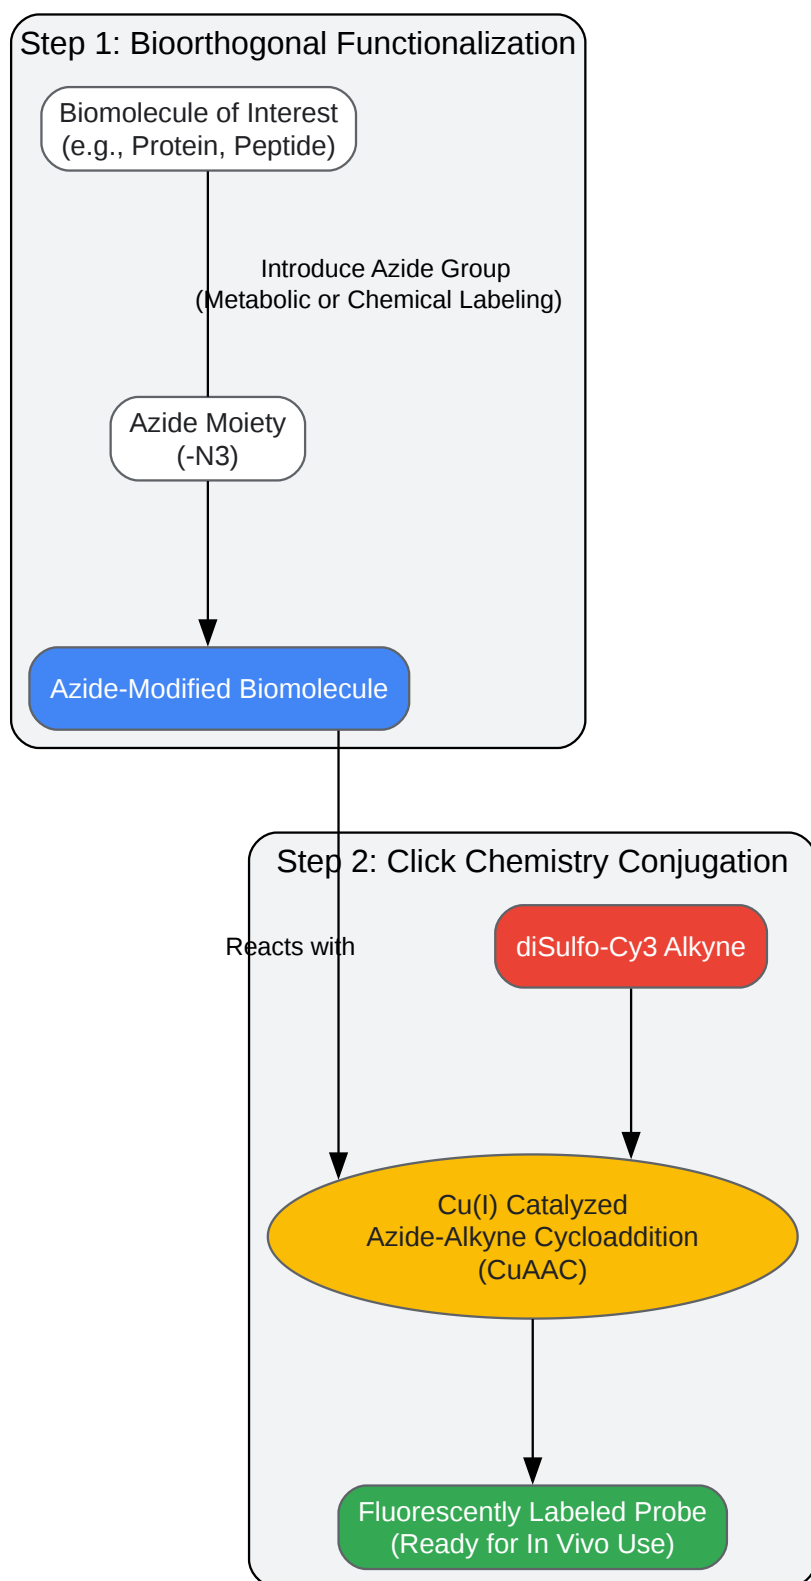 Step 1: Bioorthogonal Functionalization
Biomolecule of Interest
(e.g., Protein, Peptide)
Introduce Azide Group
(Metabolic or Chemical Labeling)
Azide Moiety
(-N3)
Azide-Modified Biomolecule
Step 2: Click Chemistry Conjugation
Reacts with
diSulfo-Cy3 Alkyne
Cu(I) Catalyzed
Azide-Alkyne Cycloaddition
(CuAAC)
Fluorescently Labeled Probe
(Ready for In Vivo Use)